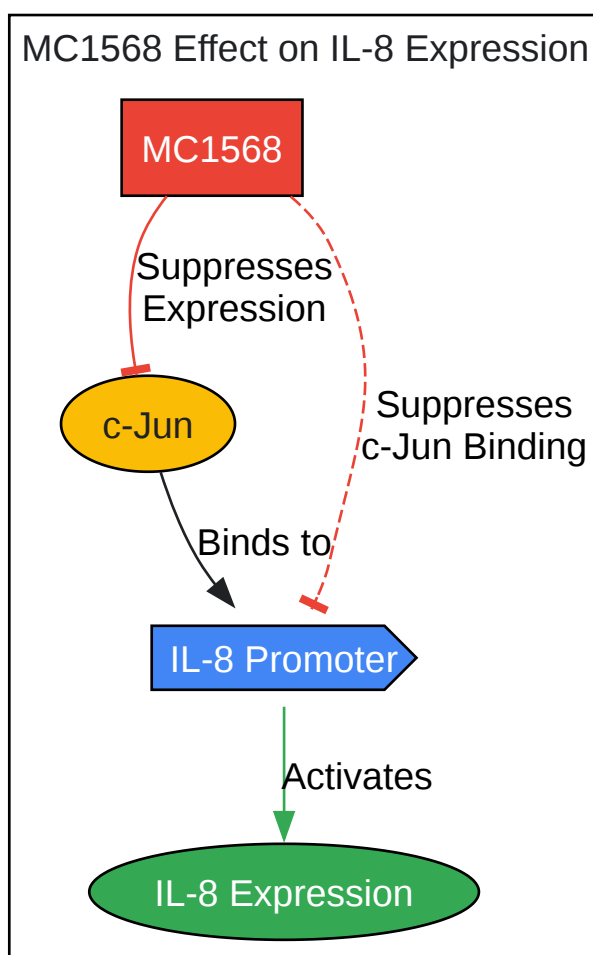 MC1568 Effect on IL-8 Expression
MC1568
Suppresses
Expression
c-Jun
Suppresses
c-Jun Binding
Binds to
IL-8 Promoter
Activates
IL-8 Expression